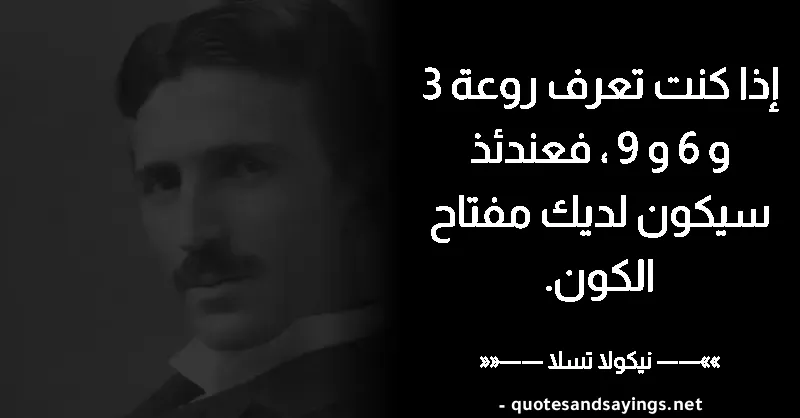 إذا كنت تعرف روعة 3
و 6 و 9 ، فعندئذ
سيكون لديك مفتاح
الكون.
»»—— نيكولا تسلا ——««
- quotesandsayings.net